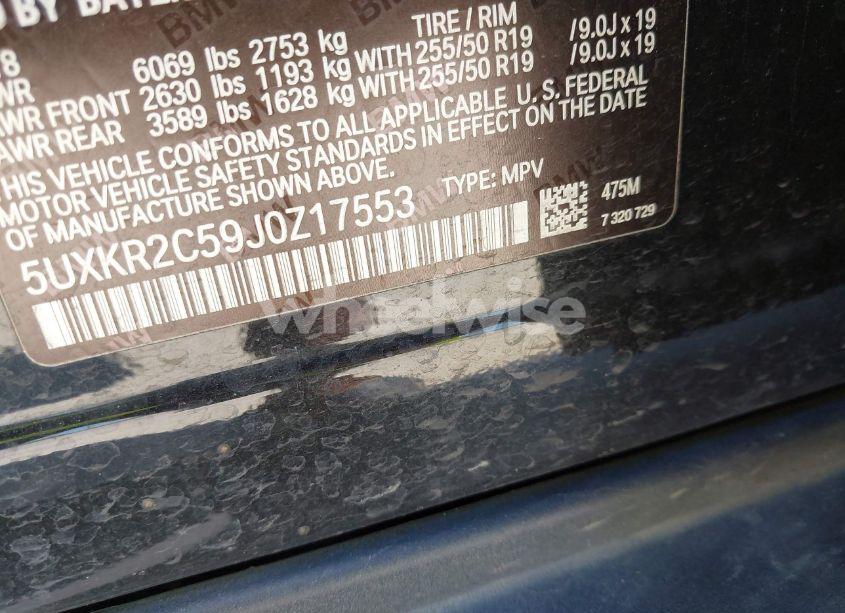 D BY BAYE
TIRE / RIM
8
WR 6069 lbs 2753 kg
AWR FRONT 2630 lbs 1193 kg WITH 255/50 R19 /9.0J x 19
AWR REAR 3589 lbs 1628 kg WITH 255/50 R19 /9.0J x 19
THIS VEHICLE CONFORMS TO ALL APPLICABLE U.S. FEDERAL
MOTOR VEHICLE SAFETY STANDARDS IN EFFECT ON THE DATE
OF MANUFACTURE SHOWN ABOVE.
5UXKR2C59J0Z17553 TYPE: MPV 475M
7 320 729
wheelwise